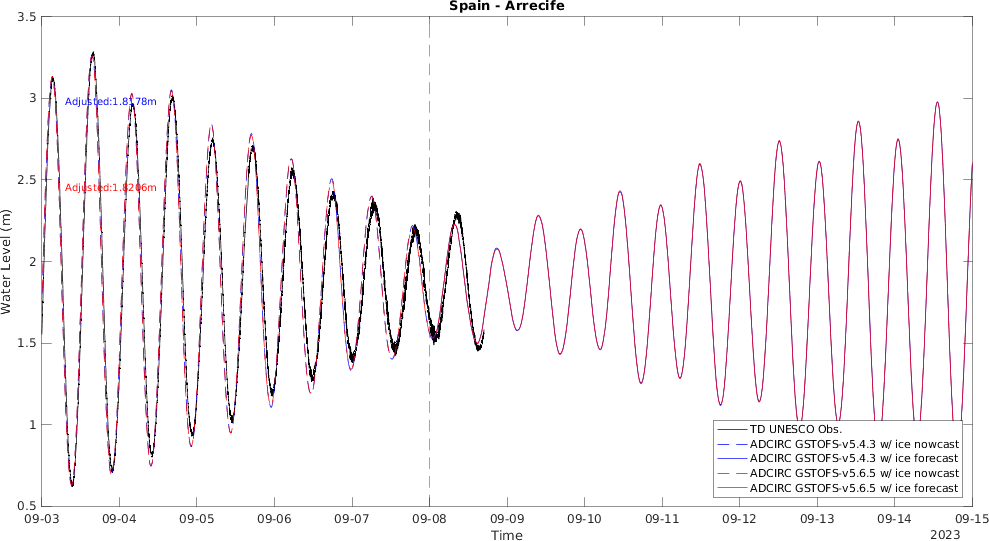 Spain - Arrecife
3.5
3
2.5
2
1.5
1
0.5
Water Level (m)
Adjusted:1.8178m
Adjusted:1.8206m
TD UNESCO Obs.
ADCIRC GSTOFS-v5.4.3 w/ ice nowcast
ADCIRC GSTOFS-v5.4.3 w/ ice forecast
ADCIRC GSTOFS-v5.6.5 w/ ice nowcast
ADCIRC GSTOFS-v5.6.5 w/ ice forecast
09-03 09-04 09-05 09-06 09-07 09-08 09-09 09-10 09-11 09-12 09-13 09-14 09-15
Time
2023